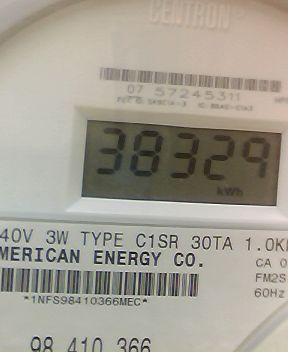 CENTRON
07 57245311
38329
kWh
40V 3W TYPE C1SR 30TA 1.0K
MERICAN ENERGY CO.
CA 0
FM2S
60Hz
*1NFS98410366MEC*
98 410 366